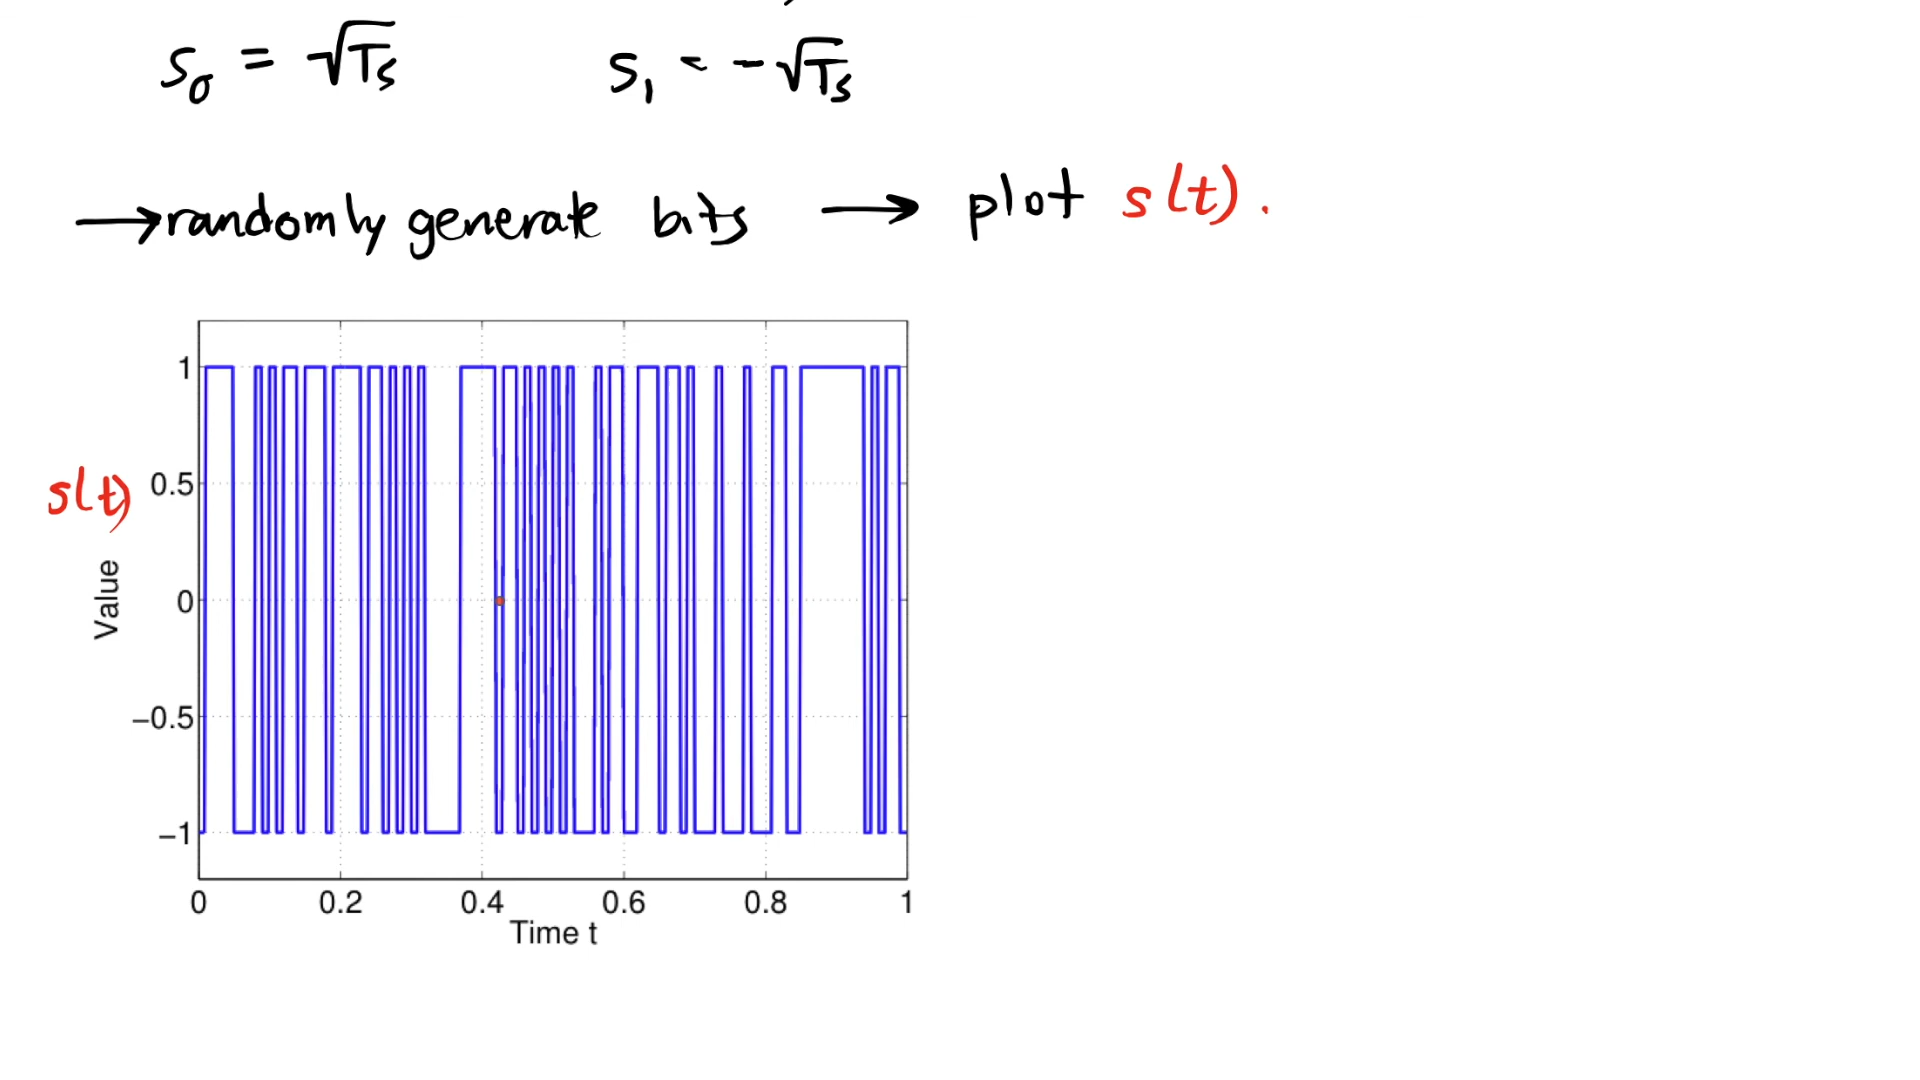 s₀ = √Ts s₁ = -√Ts
→ randomly generate bits → plot s(t).
1
s(t) 0.5
Value
0
−0.5
−1
0 0.2 0.4 0.6 0.8 1
Time t